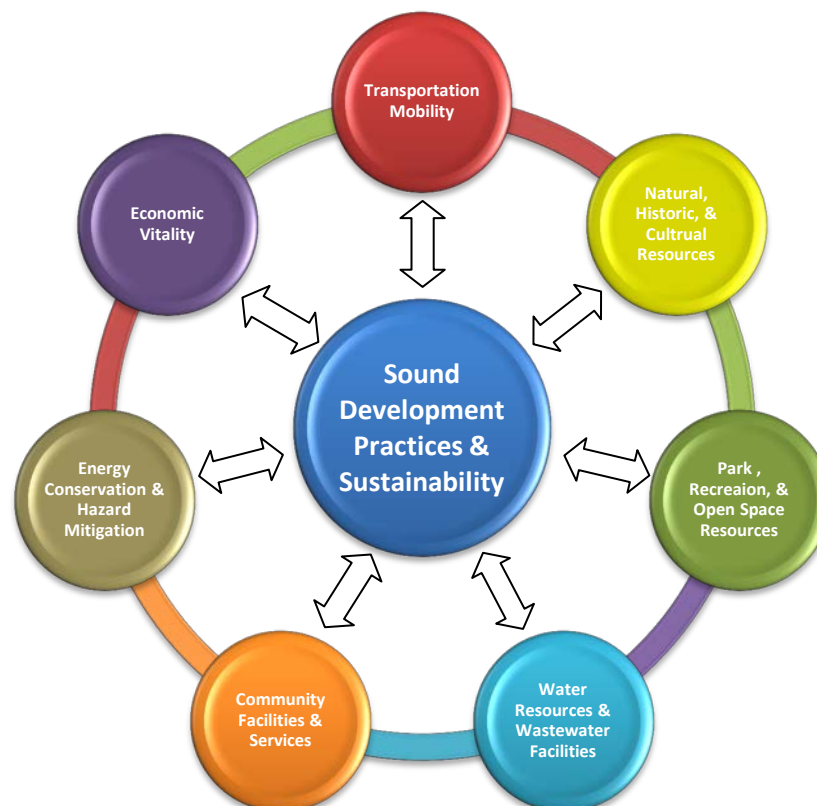 Transportation
Mobility
Natural,
Historic, &
Cultrual
Resources
Economic
Vitality
Sound
Development
Practices &
Sustainability
Energy
Conservation &
Hazard
Mitigation
Park ,
Recreaion, &
Open Space
Resources
Community
Facilities &
Services
Water
Resources &
Wastewater
Facilities